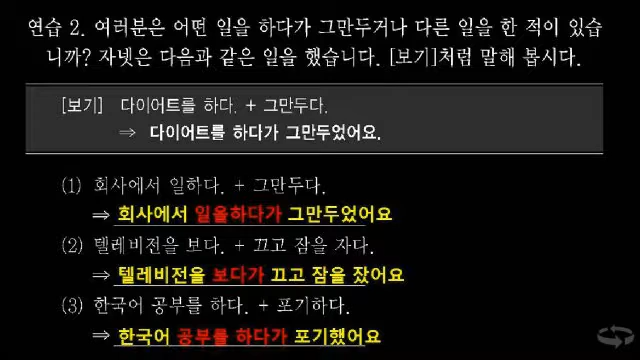 연습 2. 여러분은 어떤 일을 하다가 그만두거나 다른 일을 한 적이 있습
니까? 자넷은 다음과 같은 일을 했습니다. [보기]처럼 말해 봅시다.
[보기] 다이어트를 하다. + 그만두다.
⇒ 다이어트를 하다가 그만두었어요.
(1) 회사에서 일하다. + 그만두다.
⇒ 회사에서 일을하다가 그만두었어요
(2) 텔레비전을 보다. + 끄고 잠을 자다.
⇒ 텔레비전을 보다가 끄고 잠을 잤어요
(3) 한국어 공부를 하다. + 포기하다.
⇒ 한국어 공부를 하다가 포기했어요